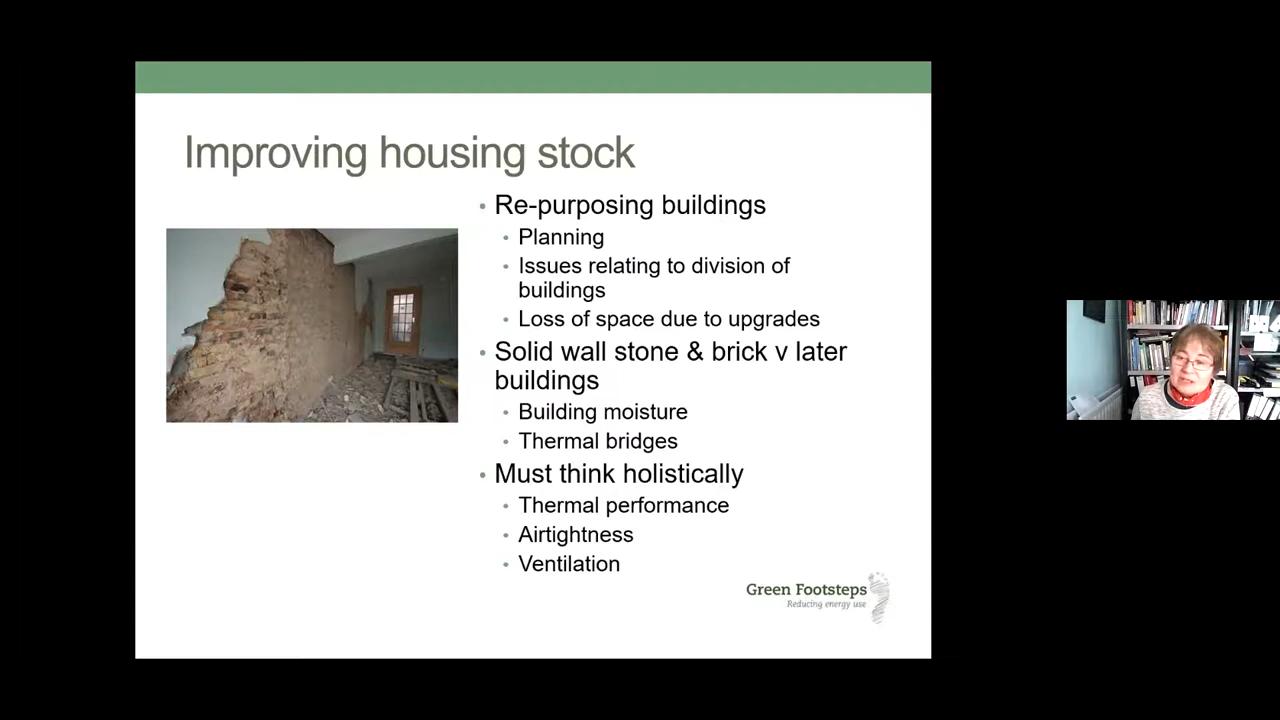 Improving housing stock
• Re-purposing buildings
• Planning
• Issues relating to division of
buildings
• Loss of space due to upgrades
• Solid wall stone & brick v later
buildings
• Building moisture
• Thermal bridges
• Must think holistically
• Thermal performance
• Airtightness
• Ventilation
Green Footsteps
Reducing energy use